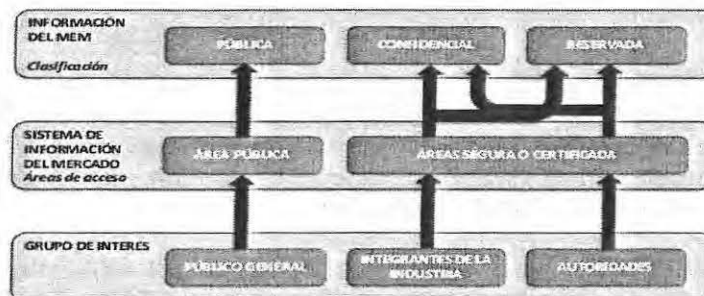 INFORMACIÓN
DEL MEM
Clasificación
PÚBLICA
CONFIDENCIAL
RESERVADA
SISTEMA DE
INFORMACIÓN
DEL MERCADO
Áreas de acceso
ÁREA PÚBLICA
ÁREAS SEGURA O CERTIFICADA
GRUPO DE INTERES
PÚBLICO GENERAL
INTEGRANTES DE LA
INDUSTRIA
AUTORIDADES